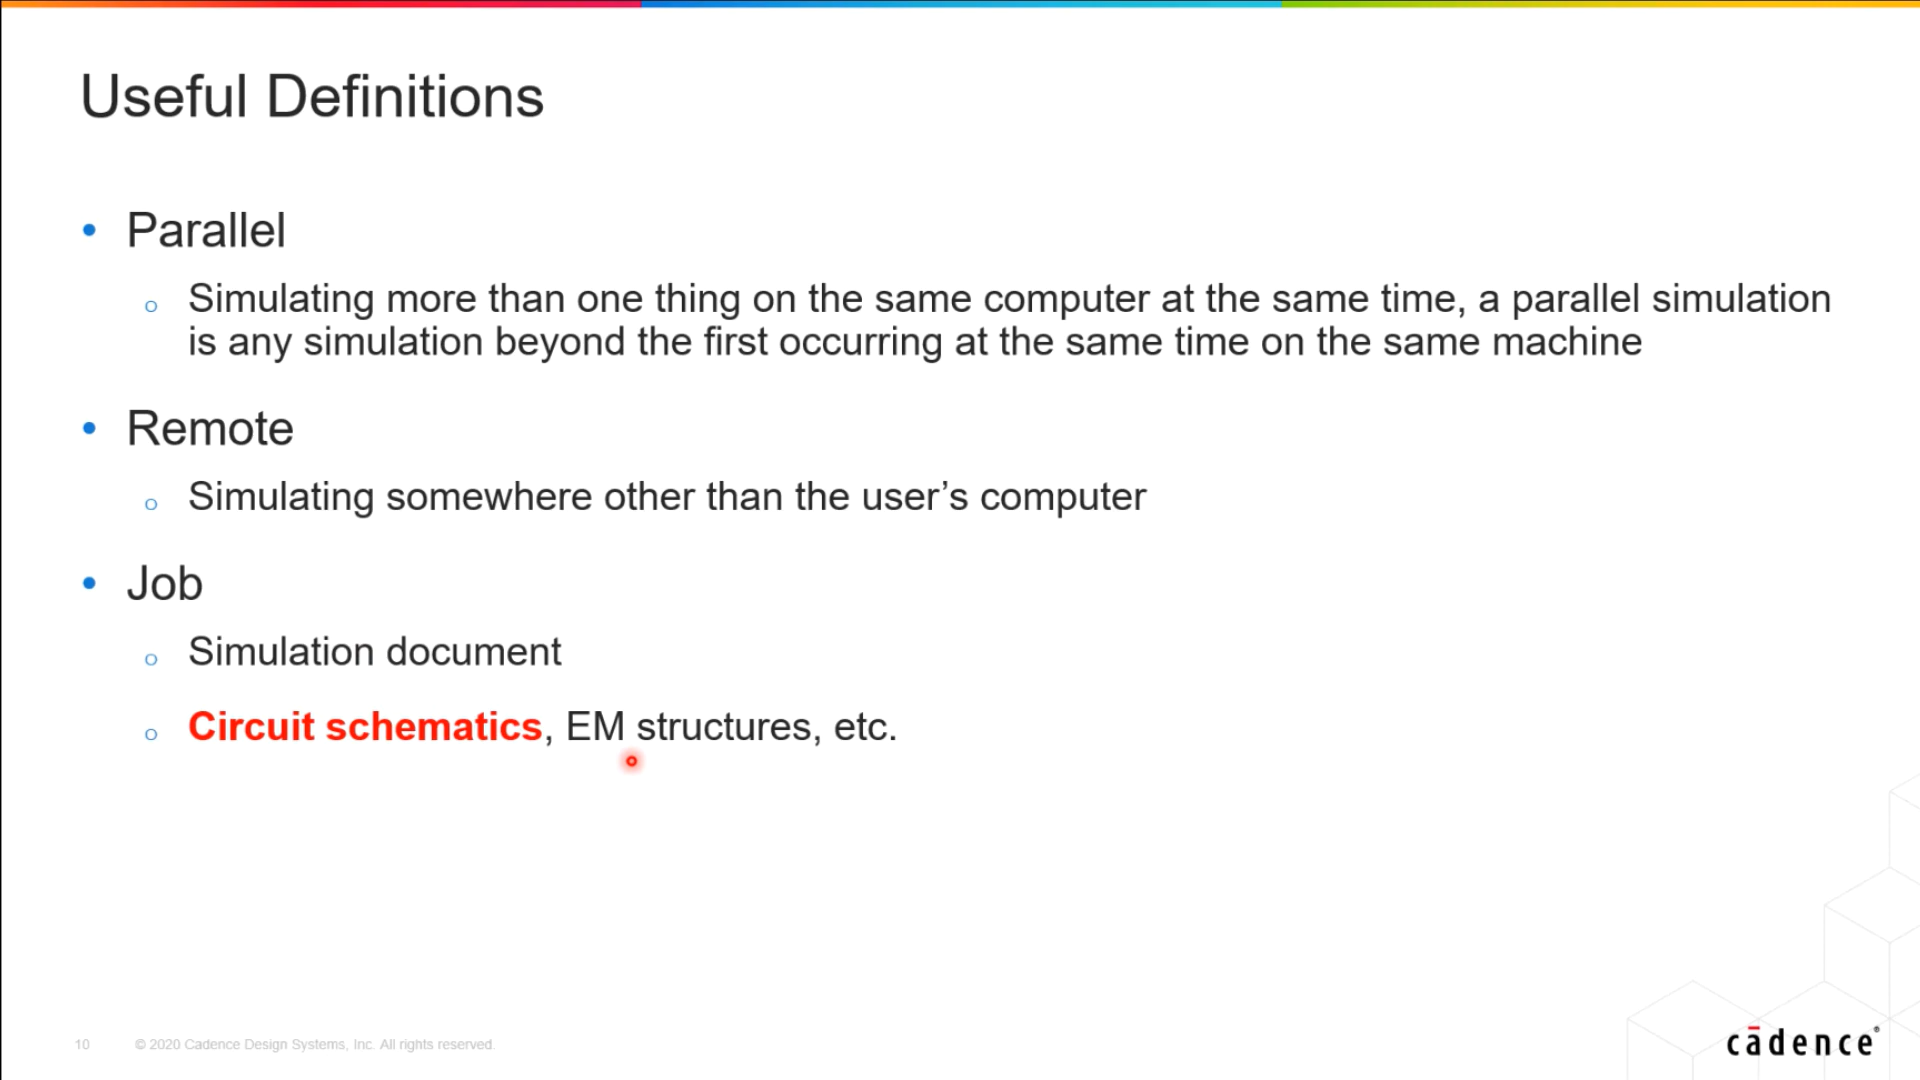 Useful Definitions
• Parallel
o Simulating more than one thing on the same computer at the same time, a parallel simulation
is any simulation beyond the first occurring at the same time on the same machine
• Remote
o Simulating somewhere other than the user’s computer
• Job
o Simulation document
o Circuit schematics, EM structures, etc.
10 © 2020 Cadence Design Systems, Inc. All rights reserved.
cādence®